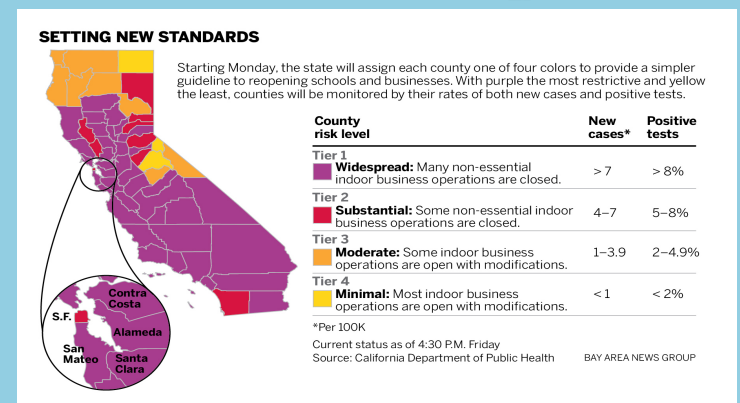 SETTING NEW STANDARDS
Starting Monday, the state will assign each county one of four colors to provide a simpler
guideline to reopening schools and businesses. With purple the most restrictive and yellow
the least, counties will be monitored by their rates of both new cases and positive tests.
County
risk level
New
cases*
Positive
tests
Tier 1
Widespread: Many non-essential
indoor business operations are closed.
> 7
> 8%
Tier 2
Substantial: Some non-essential indoor
business operations are closed.
4–7
5–8%
Tier 3
Moderate: Some indoor business
operations are open with modifications.
1–3.9
2–4.9%
Tier 4
Minimal: Most indoor business
operations are open with modifications.
< 1
< 2%
*Per 100K
Current status as of 4:30 P.M. Friday
Source: California Department of Public Health
BAY AREA NEWS GROUP
Contra
Costa
S.F.
Alameda
San
Mateo
Santa
Clara